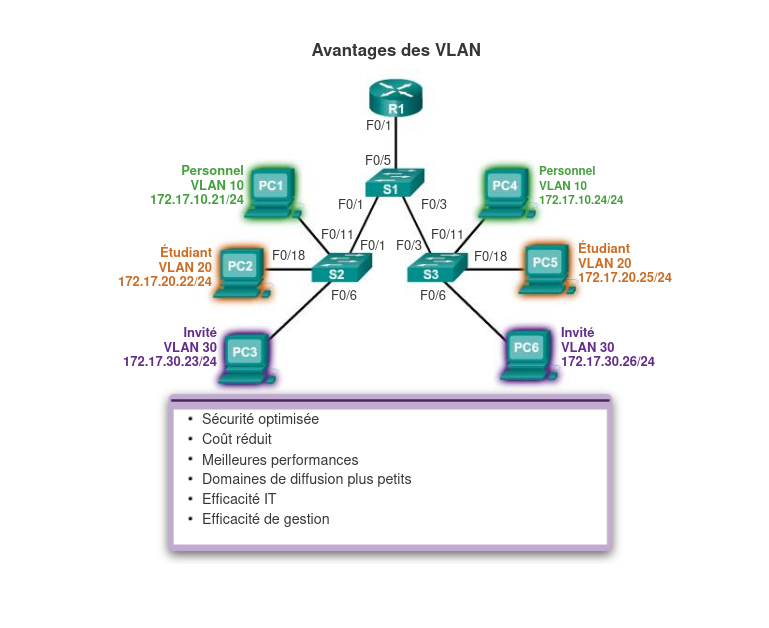 Avantages des VLAN
R1
F0/1
F0/5
S1
Personnel
VLAN 10
172.17.10.21/24
PC1
PC4
Personnel
VLAN 10
172.17.10.24/24
F0/1
F0/3
F0/11
F0/1
F0/3
F0/11
Étudiant
VLAN 20
172.17.20.22/24
PC2
F0/18
S2
S3
F0/18
PC5
Étudiant
VLAN 20
172.17.20.25/24
F0/6
F0/6
Invité
VLAN 30
172.17.30.23/24
PC3
PC6
Invité
VLAN 30
172.17.30.26/24
• Sécurité optimisée
• Coût réduit
• Meilleures performances
• Domaines de diffusion plus petits
• Efficacité IT
• Efficacité de gestion